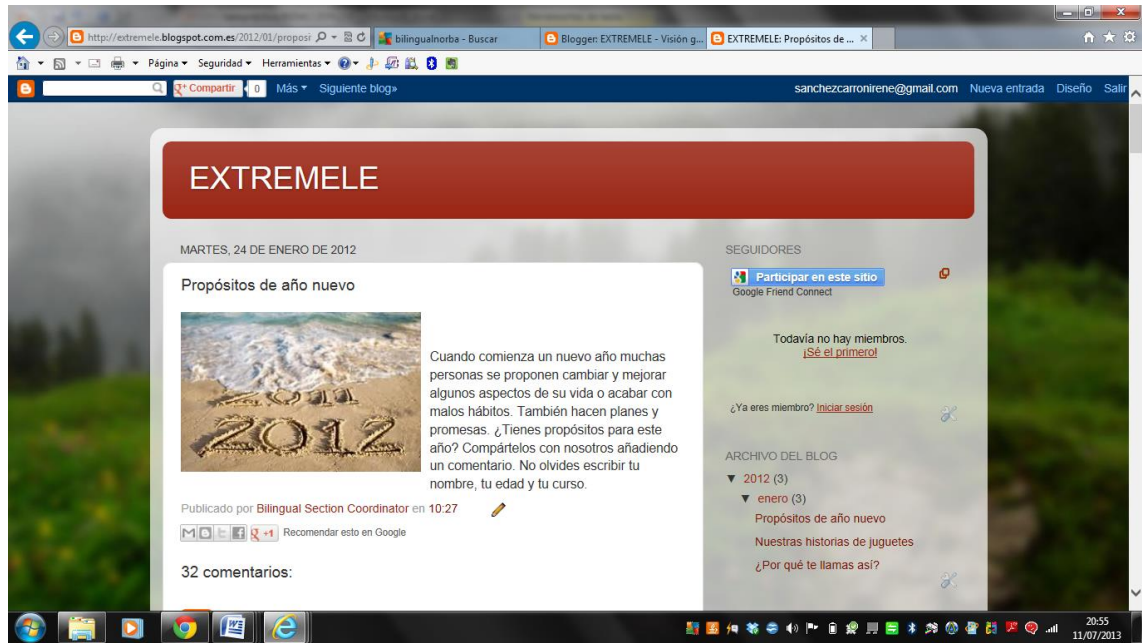 http://extremele.blogspot.com.es/2012/01/proposi
bilingualnorba - Buscar
Blogger: EXTREMELE - Visión g...
EXTREMELE: Propósitos de ...
Página
Seguridad
Herramientas
Compartir
0
Más
Siguiente blog»
sanchezcarronirene@gmail.com
Nueva entrada
Diseño
Salir
EXTREMELE
MARTES, 24 DE ENERO DE 2012
Propósitos de año nuevo
2011
2012
Cuando comienza un nuevo año muchas
personas se proponen cambiar y mejorar
algunos aspectos de su vida o acabar con
malos hábitos. También hacen planes y
promesas. ¿Tienes propósitos para este
año? Compártelos con nosotros añadiendo
un comentario. No olvides escribir tu
nombre, tu edad y tu curso.
Publicado por Bilingual Section Coordinator en 10:27
+1 Recomendar esto en Google
32 comentarios:
SEGUIDORES
Participar en este sitio
Google Friend Connect
Todavía no hay miembros.
¡Sé el primero!
¿Ya eres miembro? Iniciar sesión
ARCHIVO DEL BLOG
▼ 2012 (3)
▼ enero (3)
Propósitos de año nuevo
Nuestras historias de juguetes
¿Por qué te llamas así?
20:55
11/07/2013